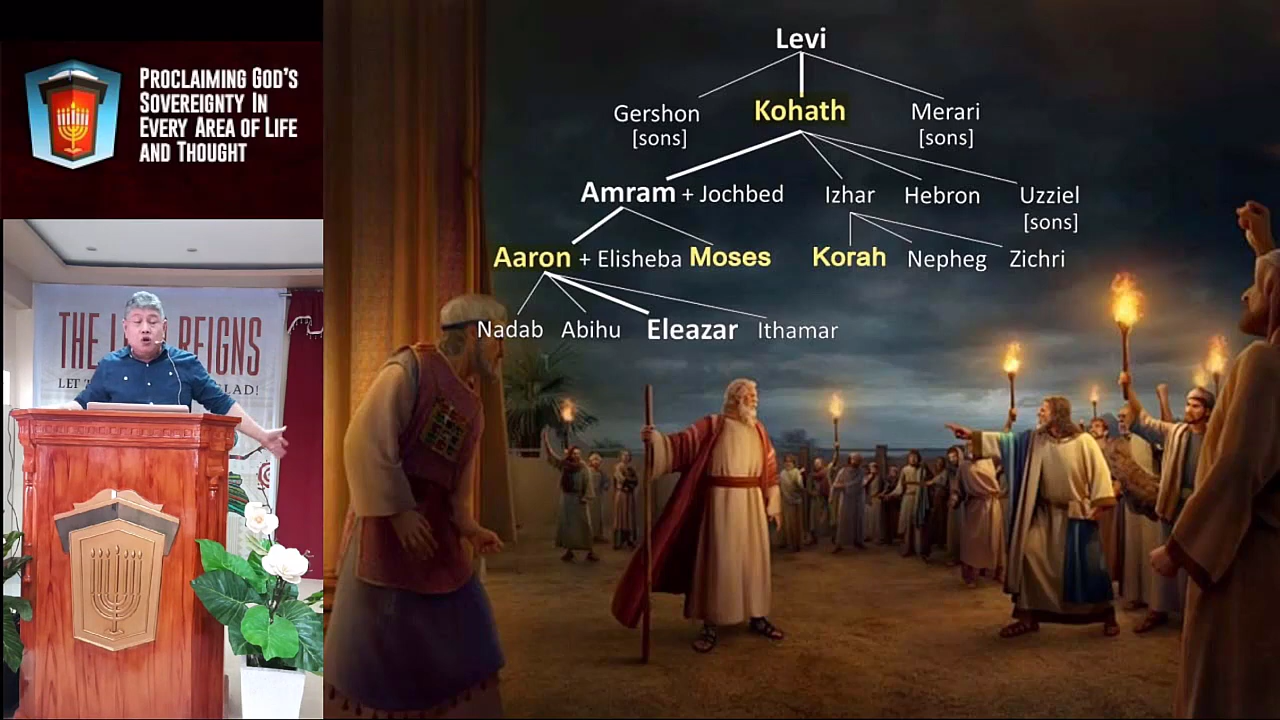 PROCLAIMING GOD'S
SOVEREIGNTY IN
EVERY AREA OF LIFE
AND THOUGHT
THE REIGNS
LET GLAD!
Levi
Gershon Kohath Merari
[sons] [sons]
Amram + Jochbed Izhar Hebron Uzziel
[sons]
Aaron + Elisheba Moses Korah Nepheg Zichri
Nadab Abihu Eleazar Ithamar